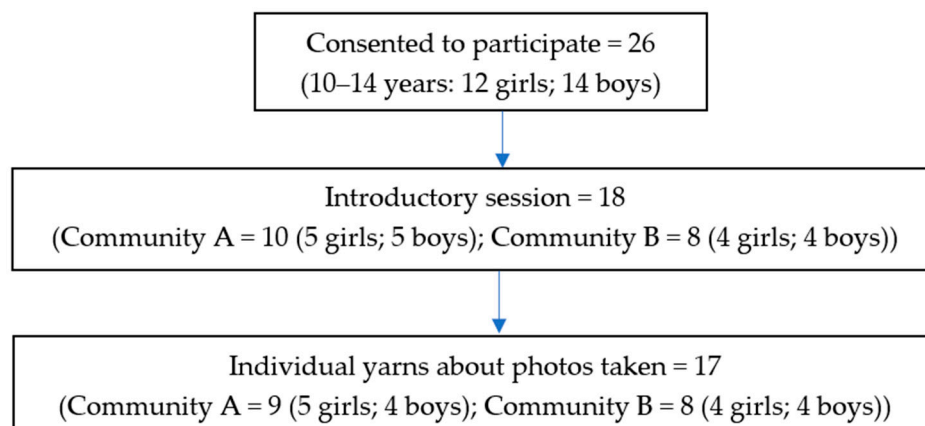 Consented to participate = 26
(10–14 years: 12 girls; 14 boys)
Introductory session = 18
(Community A = 10 (5 girls; 5 boys); Community B = 8 (4 girls; 4 boys))
Individual yarns about photos taken = 17
(Community A = 9 (5 girls; 4 boys); Community B = 8 (4 girls; 4 boys))